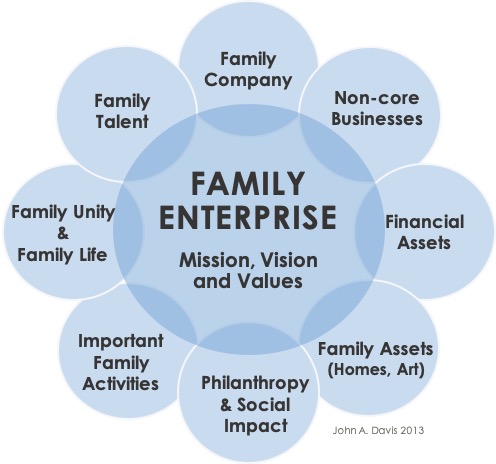 Family
Company
Non-core
Businesses
Financial
Assets
Family Assets
(Homes, Art)
Philanthropy
& Social
Impact
Important
Family
Activities
Family Unity
&
Family Life
Family
Talent
FAMILY
ENTERPRISE
Mission, Vision
and Values
John A. Davis 2013